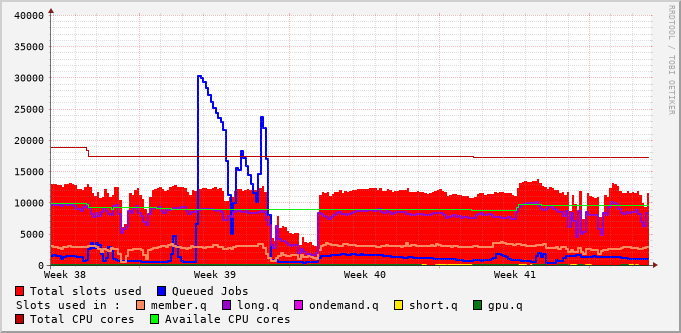 40000
35000
30000
25000
20000
15000
10000
5000
0
Week 38 Week 39 Week 40 Week 41
Total slots used Queued Jobs
Slots used in : member.q long.q ondemand.q short.q gpu.q
Total CPU cores Availale CPU cores
RRDTOOL / TOBI OETIKER